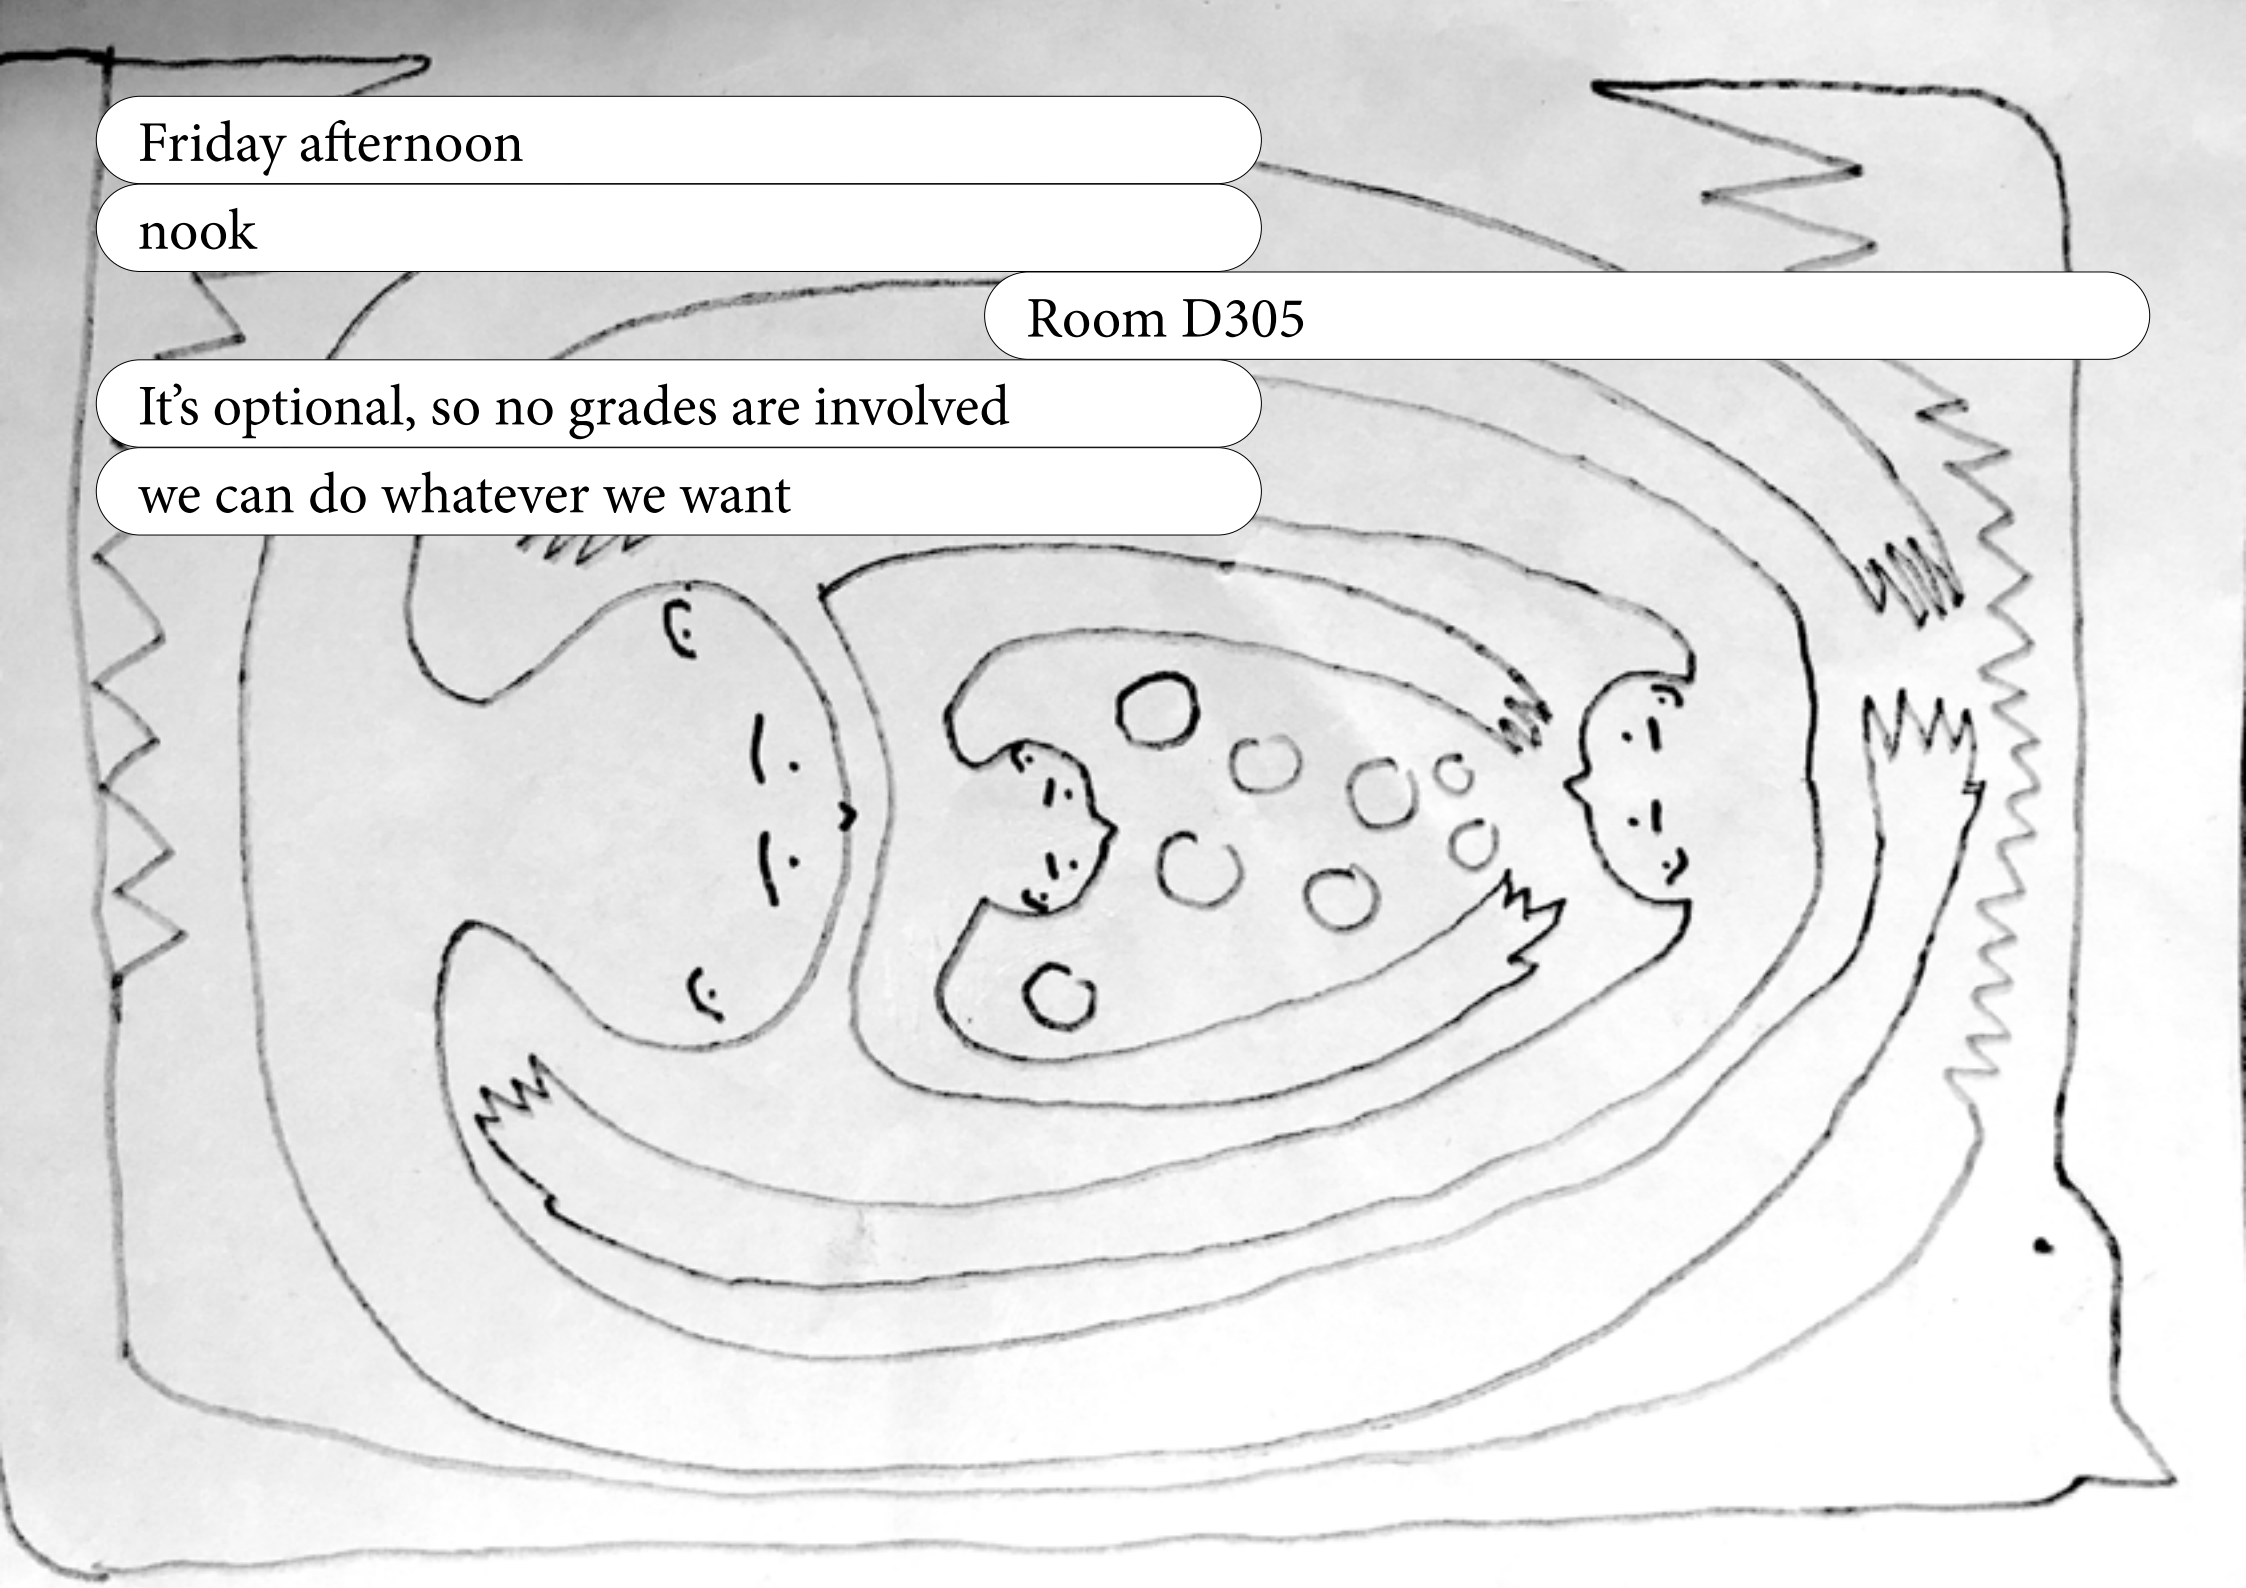 Friday afternoon
nook
Room D305
It’s optional, so no grades are involved
we can do whatever we want